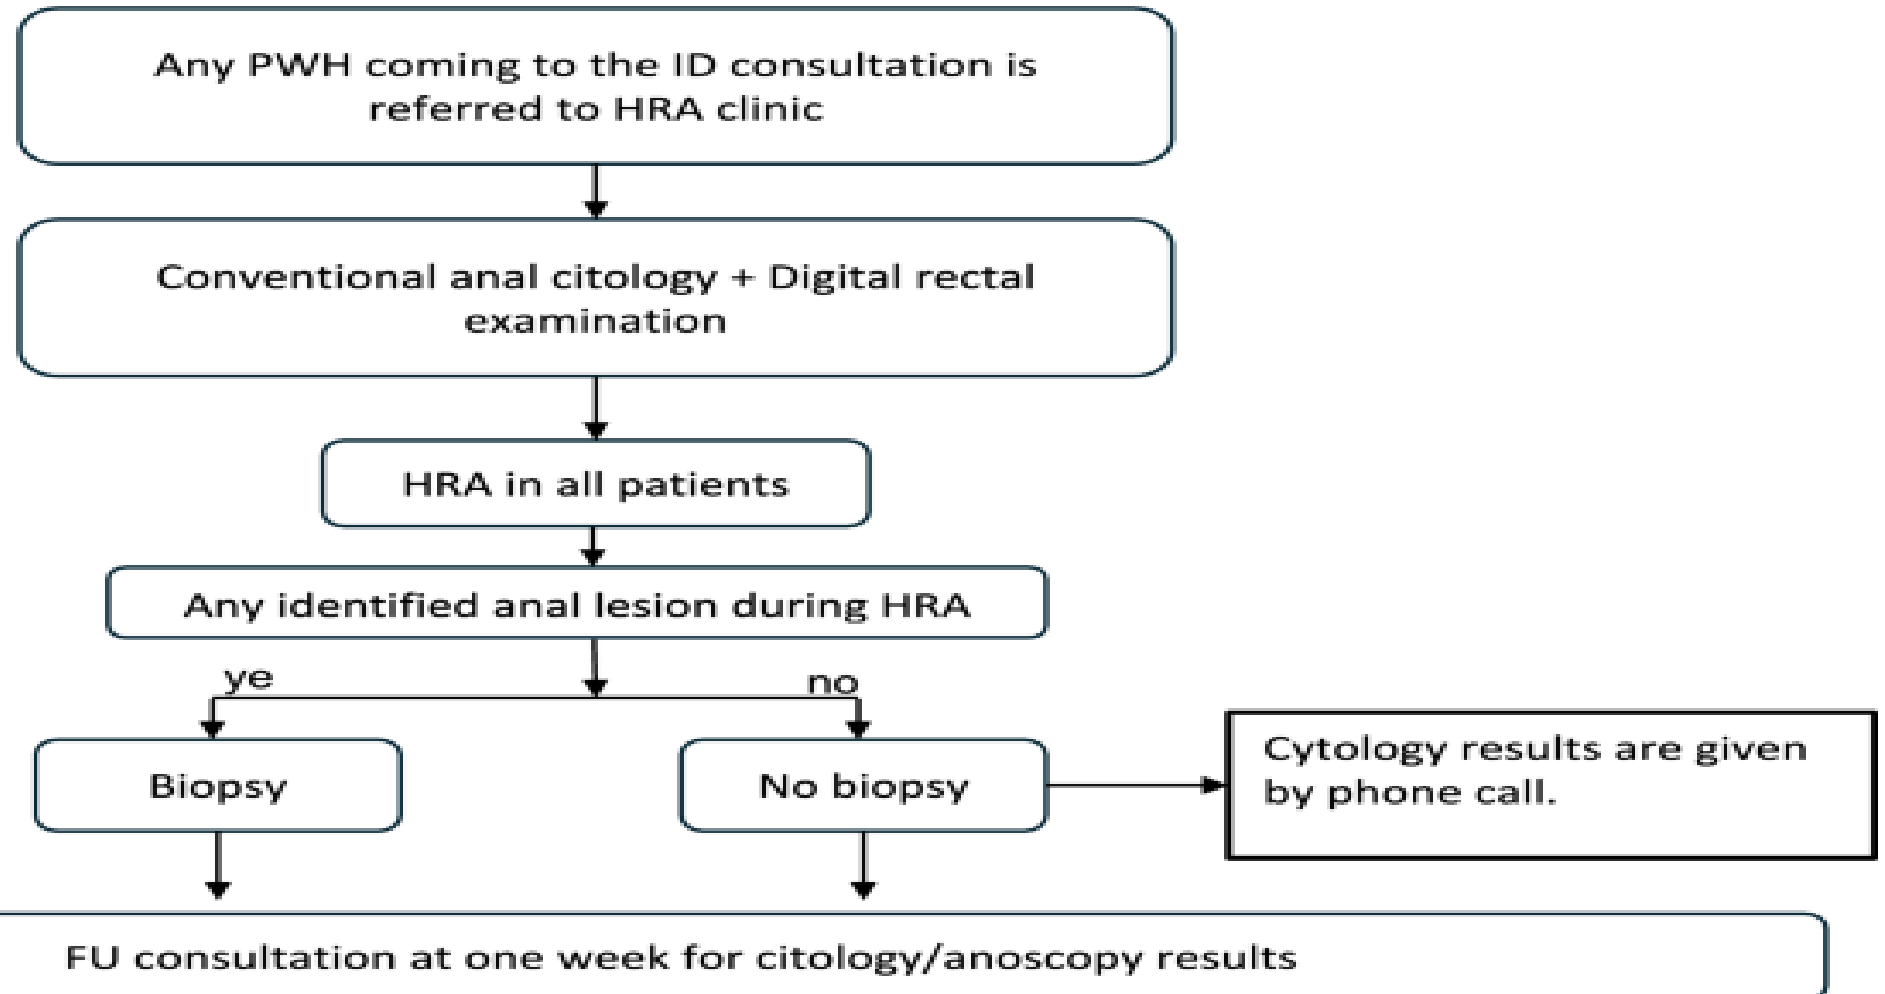 Any PWH coming to the ID consultation is
referred to HRA clinic
Conventional anal citology + Digital rectal
examination
HRA in all patients
Any identified anal lesion during HRA
ye
no
Biopsy
No biopsy
Cytology results are given
by phone call.
FU consultation at one week for citology/anoscopy results